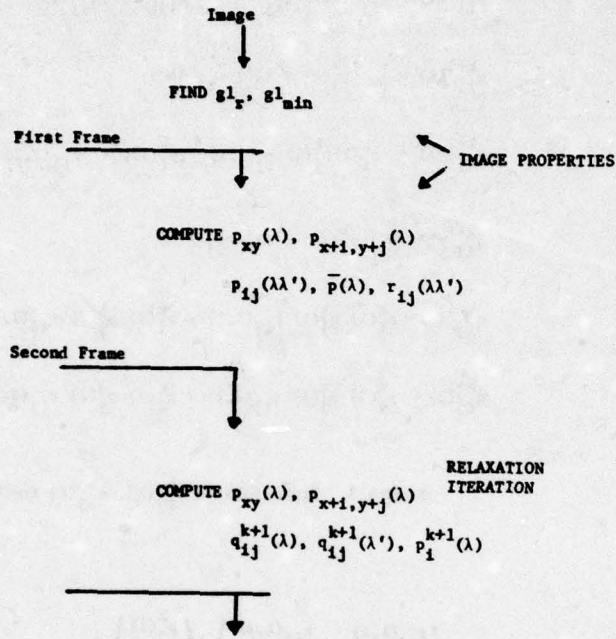 Image
FIND gl_r, gl_min
First Frame
IMAGE PROPERTIES
COMPUTE p_xy(λ), p_x+i,y+j(λ)
p_ij(λλ'), p̅(λ), r_ij(λλ')
Second Frame
RELAXATION
ITERATION
COMPUTE p_xy(λ), p_x+i,y+j(λ)
q_ij^k+1(λ), q_ij^k+1(λ'), p_i^k+1(λ)